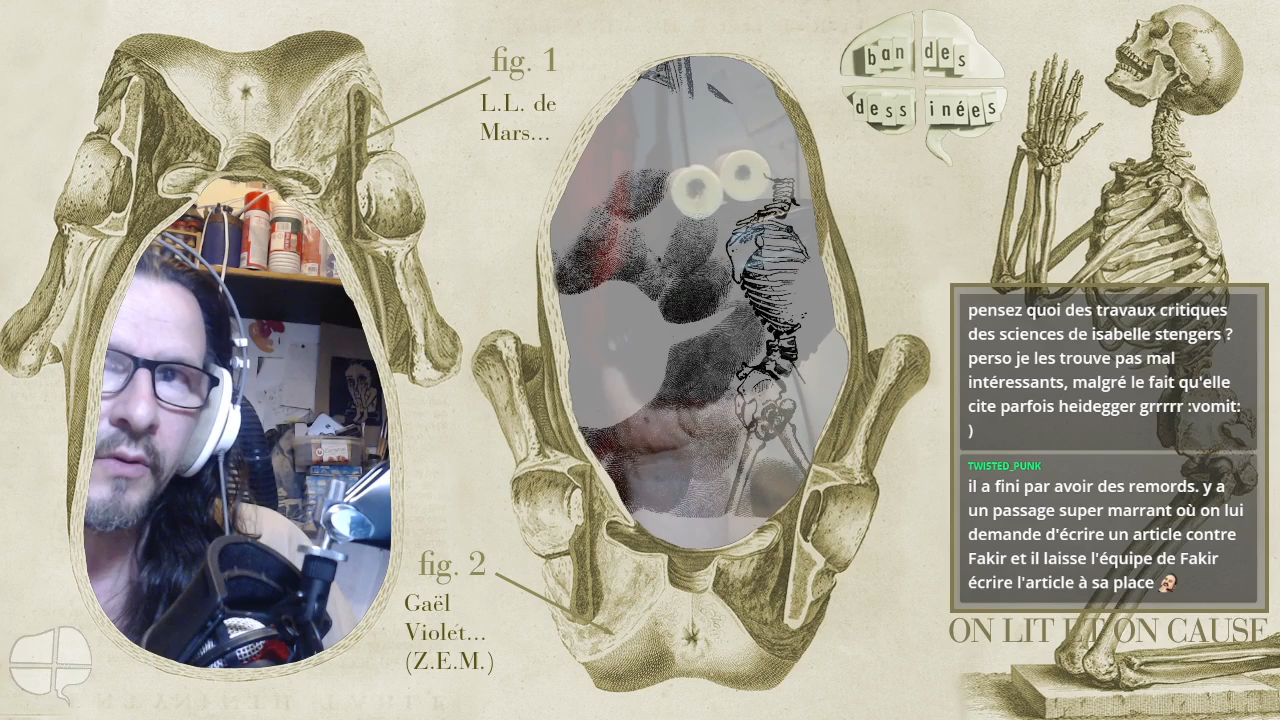 fig. 1
L.L. de
Mars...
ban des
dess inées
pensez quoi des travaux critiques
des sciences de isabelle stengers ?
perso je les trouve pas mal
intéressants, malgré le fait qu'elle
cite parfois heidegger grrrrr :vomit:
)
TWISTED_PUNK
il a fini par avoir des remords. y a
un passage super marrant où on lui
demande d'écrire un article contre
Fakir et il laisse l'équipe de Fakir
écrire l'article à sa place
fig. 2
Gaël
Violet...
(Z.E.M.)
ON LIT ET ON CAUSE